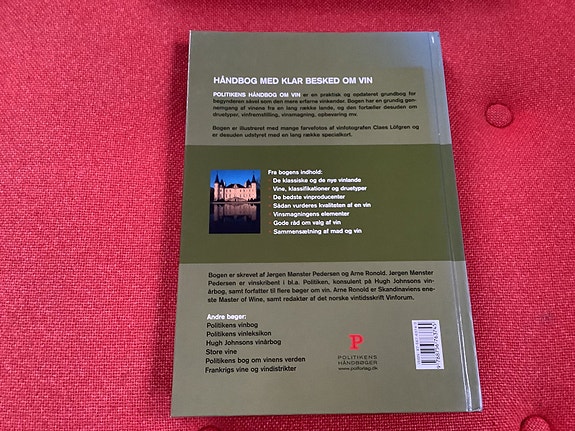 HÅNDBOG MED KLAR BESKED OM VIN
POLITIKENS HÅNDBOG OM VIN er en praktisk og opdateret grundbog for
begynderen såvel som den mere erfarne vinkender. Bogen har en grundig gen-
nemgang af vinene fra en lang række lande, og den fortæller desuden om
druetyper, vinfremstilling, vinsmagning, opbevaring mv.
Bogen er illustreret med mange farvefotos af vinfotografen Claes Löfgren og
er desuden udstyret med en lang række specialkort.
Fra bogens indhold:
De klassiske og de nye vinlande
Vine, klassifikationer og druetyper
De bedste vinproducenter
Sådan vurderes kvaliteten af en vin
Vinsmagningens elementer
Gode råd om valg af vin
Sammensætning af mad og vin
Bogen er skrevet af Jørgen Mønster Pedersen og Arne Ronold. Jørgen Mønster
Pedersen er vinskribent i bl.a. Politiken, konsulent på Hugh Johnsons vin-
årbog, samt forfatter til flere bøger om vin. Arne Ronold er Skandinaviens ene-
ste Master of Wine, samt redaktør af det norske vintidsskrift Vinforum.
Andre bøger:
Politikens vinbog
Politikens vinleksikon
Hugh Johnsons vinårbog
Store vine
Politikens bog om vinens verden
Frankrigs vine og vindistrikter
P
POLITIKENS
HÅNDBØGER
www.polforlag.dk